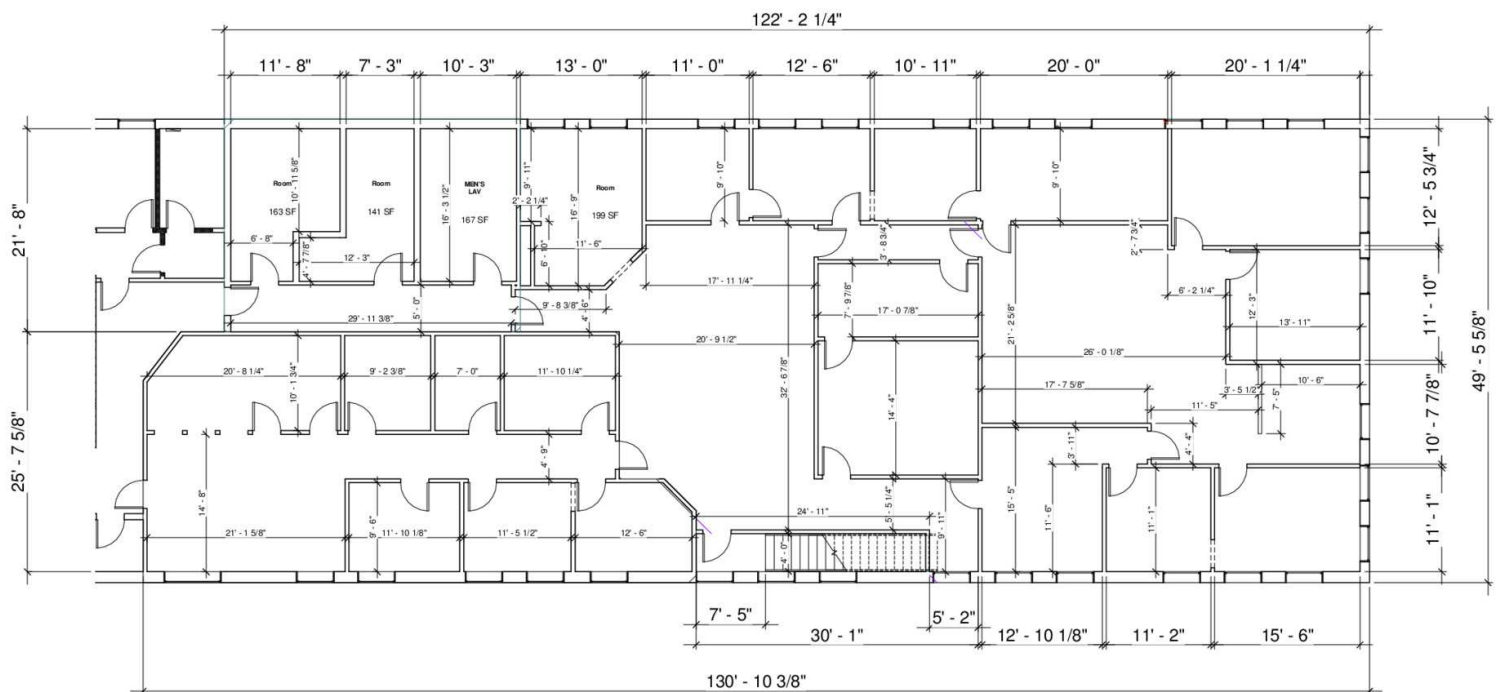 122' - 2 1/4"
11' - 8"
7' - 3"
10' - 3"
13' - 0"
11' - 0"
12' - 6"
10' - 11"
20' - 0"
20' - 1 1/4"
21' - 8"
25' - 7 5/8"
10' - 11 5/8"
Room
163 SF
6' - 8"
4' - 7 7/8"
Room
141 SF
12' - 3"
MEN'S
LAV
167 SF
16' - 3 1/2"
9' - 11"
2' - 2 1/4"
16' - 9"
Room
199 SF
6' - 10"
11' - 6"
9' - 10"
9' - 10"
3' - 8 3/4"
2' - 7 3/4"
29' - 11 3/8"
5' - 0"
9' - 8 3/8"
4' - 6"
17' - 11 1/4"
7' - 9 7/8"
17' - 0 7/8"
21' - 2 5/8"
6' - 2 1/4"
12' - 3"
13' - 11"
20' - 9 1/2"
26' - 0 1/8"
32' - 6 7/8"
20' - 8 1/4"
10' - 1 3/4"
9' - 2 3/8"
7' - 0"
11' - 10 1/4"
14' - 4"
17' - 7 5/8"
11' - 5"
3' - 5 1/2"
10' - 6"
7' - 5"
3' - 11"
4' - 4"
4' - 9"
14' - 8"
21' - 1 5/8"
9' - 6"
11' - 10 1/8"
11' - 5 1/2"
12' - 6"
24' - 11"
5' - 5 1/4"
4' - 0"
9' - 11"
15' - 5"
11' - 6"
11' - 1"
12' - 5 3/4"
11' - 10"
10' - 7 7/8"
11' - 1"
49' - 5 5/8"
7' - 5"
5' - 2"
30' - 1"
12' - 10 1/8"
11' - 2"
15' - 6"
130' - 10 3/8"